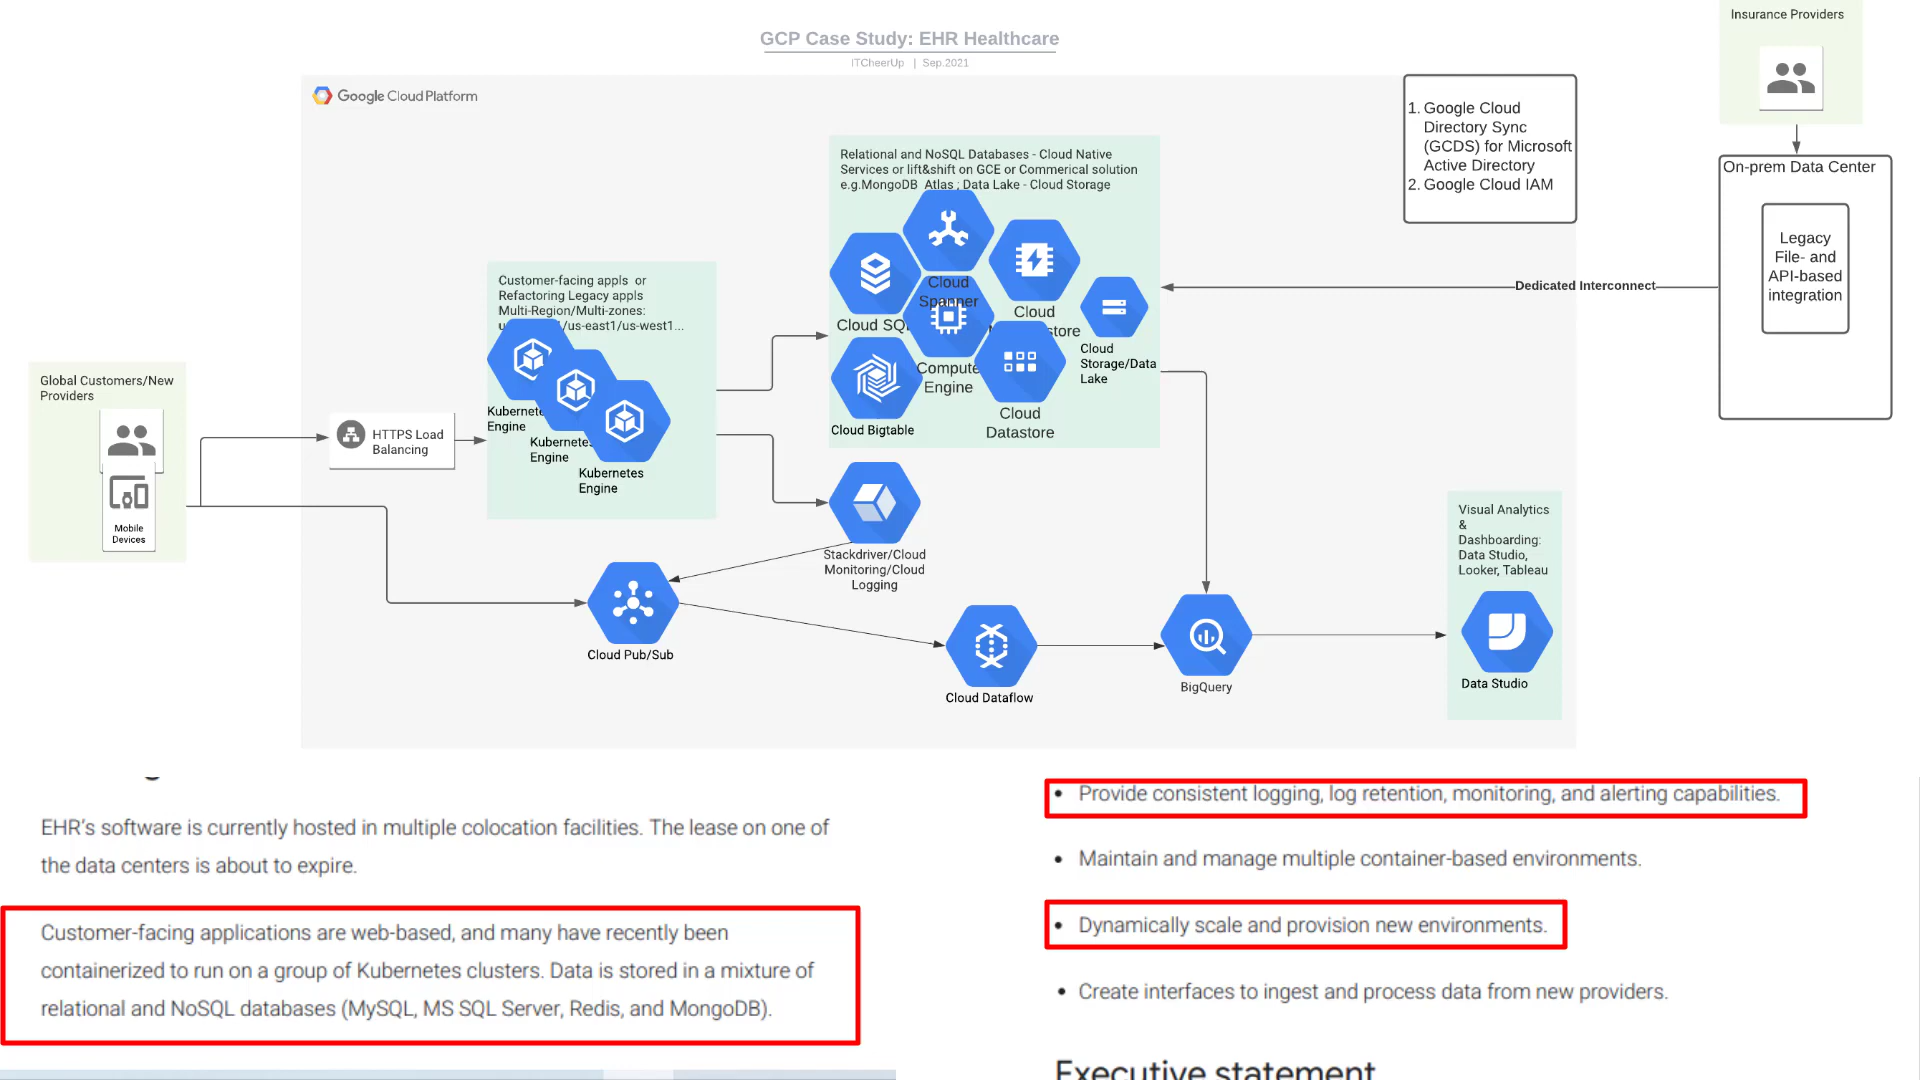 GCP Case Study: EHR Healthcare
ITCheerUp | Sep.2021
Google Cloud Platform
Insurance Providers
1. Google Cloud
Directory Sync
(GCDS) for Microsoft
Active Directory
2. Google Cloud IAM
On-prem Data Center
Legacy
File- and
API-based
integration
Dedicated Interconnect
Relational and NoSQL Databases - Cloud Native
Services or lift&shift on GCE or Commerical solution
e.g.MongoDB Atlas ; Data Lake - Cloud Storage
Cloud
Spanner
Cloud SQL
Cloud
Compute
Engine
Cloud
Storage/Data
Lake
Cloud Bigtable
Cloud
Datastore
Customer-facing appls or
Refactoring Legacy appls
Multi-Region/Multi-zones:
/us-east1/us-west1...
Kubernete
Engine
Kubernete
Engine
Kubernetes
Engine
Global Customers/New
Providers
Mobile
Devices
HTTPS Load
Balancing
Stackdriver/Cloud
Monitoring/Cloud
Logging
Cloud Pub/Sub
Cloud Dataflow
BigQuery
Visual Analytics
&
Dashboarding:
Data Studio,
Looker, Tableau
Data Studio
EHR's software is currently hosted in multiple colocation facilities. The lease on one of
the data centers is about to expire.
Customer-facing applications are web-based, and many have recently been
containerized to run on a group of Kubernetes clusters. Data is stored in a mixture of
relational and NoSQL databases (MySQL, MS SQL Server, Redis, and MongoDB).
• Provide consistent logging, log retention, monitoring, and alerting capabilities.
• Maintain and manage multiple container-based environments.
• Dynamically scale and provision new environments.
• Create interfaces to ingest and process data from new providers.
Executive statement